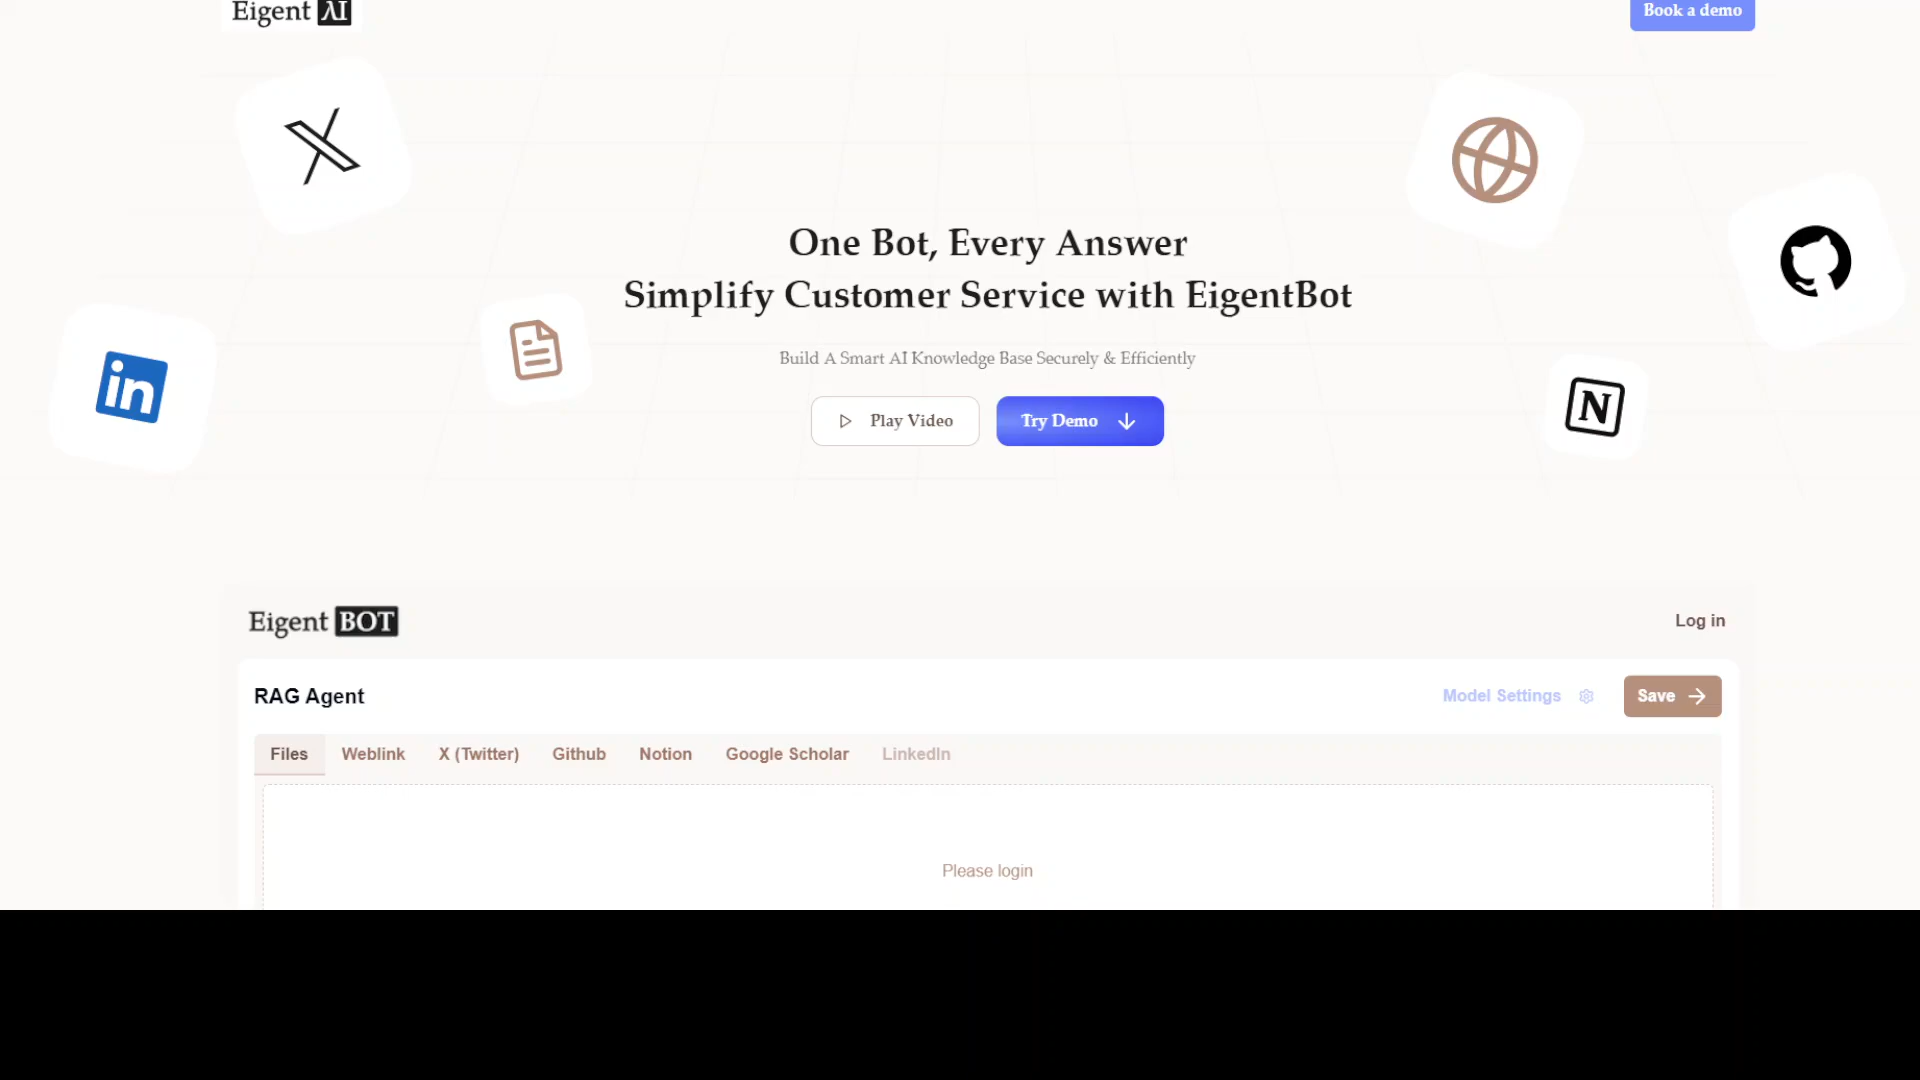 Eigent AI
Book a demo
One Bot, Every Answer
Simplify Customer Service with EigentBot
Build A Smart AI Knowledge Base Securely & Efficiently
Play Video
Try Demo
in
N
Eigent BOT
Log in
RAG Agent
Model Settings
Save
Files Weblink X (Twitter) Github Notion Google Scholar LinkedIn
Please login